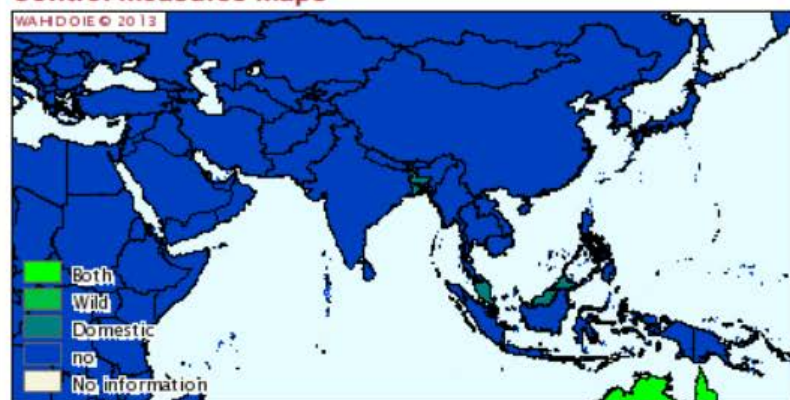 Control Measures Maps
WAHID OIE © 2013
Both
Wild
Domestic
no
No information